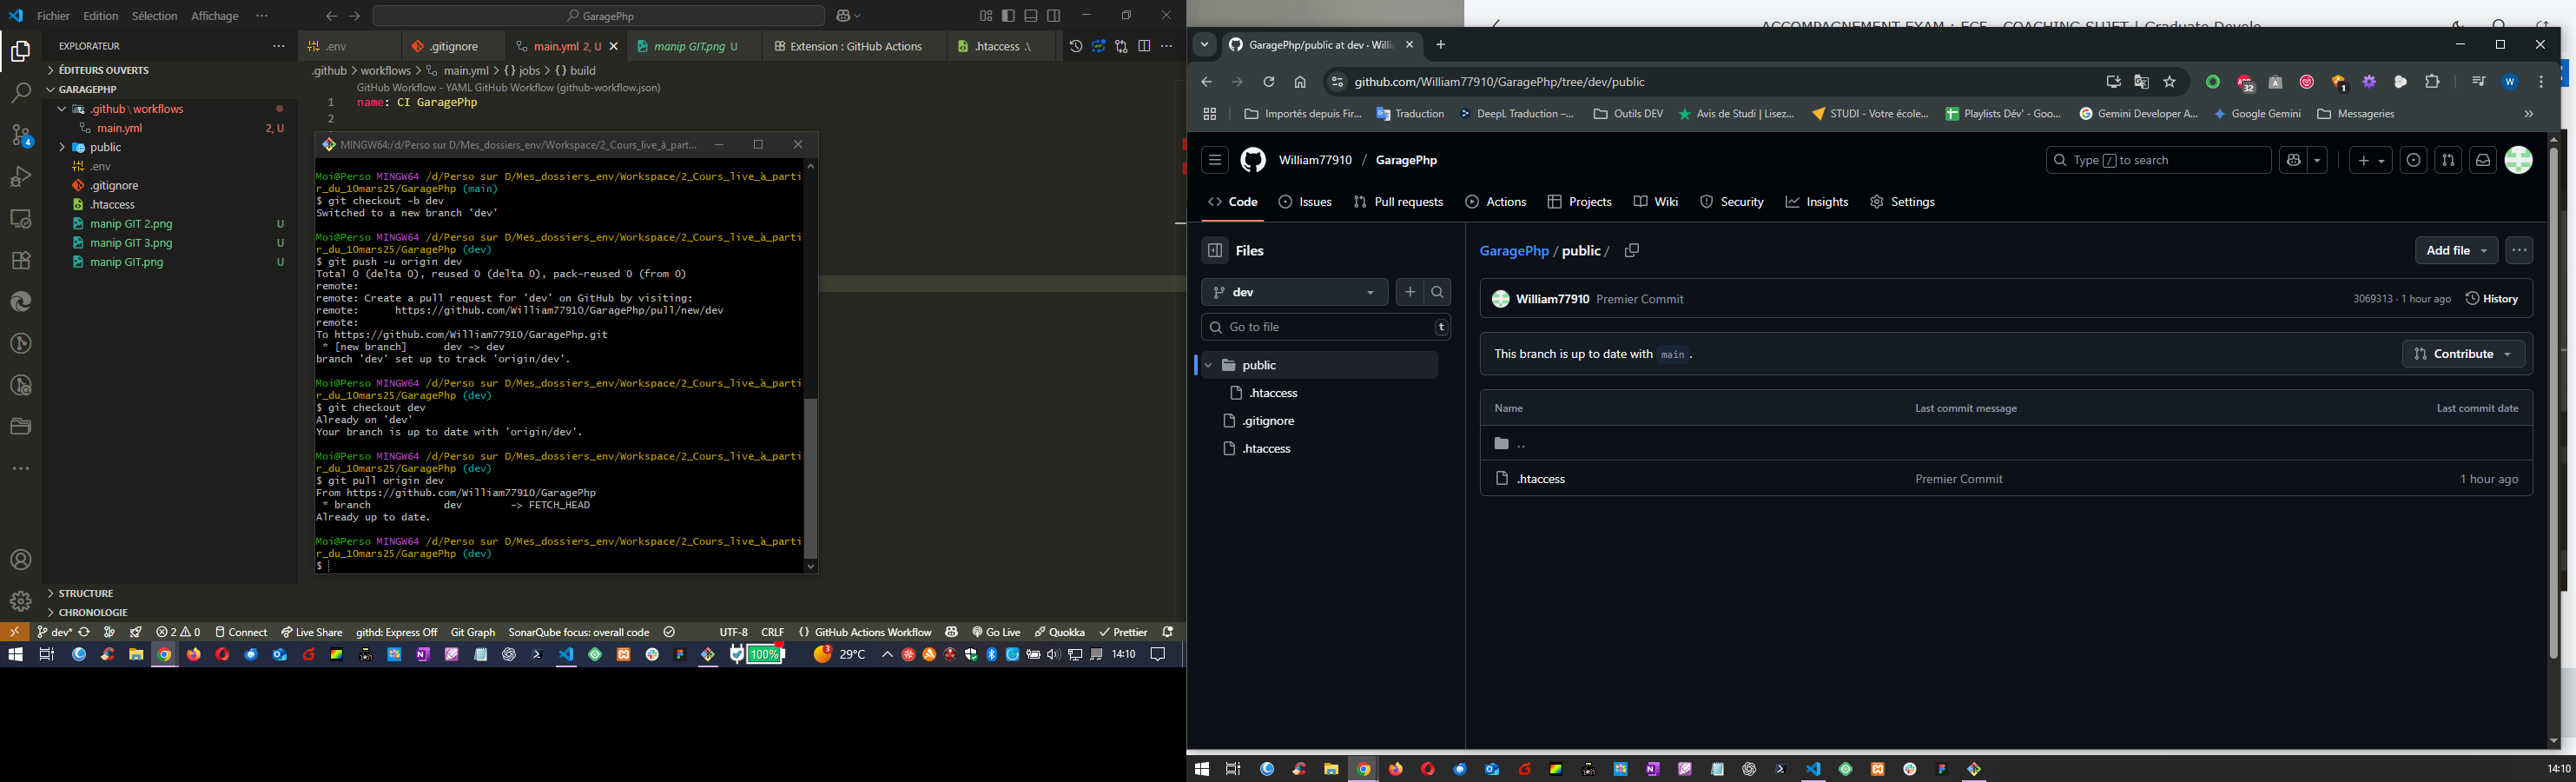 Fichier Edition Sélection Affichage ···
GaragePhp
EXPLORATEUR ···
ÉDITEURS OUVERTS
GARAGEPHP
.github\workflows
main.yml 2, U
public
.env
.gitignore
.htaccess
manip GIT 2.png U
manip GIT 3.png U
manip GIT.png U
STRUCTURE
CHRONOLOGIE
4
.env
.gitignore
main.yml 2, U
manip GIT.png U
Extension : GitHub Actions
.htaccess .\
.github > workflows > main.yml > {} jobs > {} build
GitHub Workflow - YAML GitHub Workflow (github-workflow.json)
1 name: CI GaragePhp
2
MINGW64:/d/Perso sur D/Mes_dossiers_env/Workspace/2_Cours_live_à_part...
Moi@Perso MINGW64 /d/Perso sur D/Mes_dossiers_env/Workspace/2_Cours_live_à_parti
r_du_10mars25/GaragePhp (main)
$ git checkout -b dev
Switched to a new branch 'dev'
Moi@Perso MINGW64 /d/Perso sur D/Mes_dossiers_env/Workspace/2_Cours_live_à_parti
r_du_10mars25/GaragePhp (dev)
$ git push -u origin dev
Total 0 (delta 0), reused 0 (delta 0), pack-reused 0 (from 0)
remote:
remote: Create a pull request for 'dev' on GitHub by visiting:
remote:      https://github.com/William77910/GaragePhp/pull/new/dev
remote:
To https://github.com/William77910/GaragePhp.git
 * [new branch]      dev -> dev
branch 'dev' set up to track 'origin/dev'.
Moi@Perso MINGW64 /d/Perso sur D/Mes_dossiers_env/Workspace/2_Cours_live_à_parti
r_du_10mars25/GaragePhp (dev)
$ git checkout dev
Already on 'dev'
Your branch is up to date with 'origin/dev'.
Moi@Perso MINGW64 /d/Perso sur D/Mes_dossiers_env/Workspace/2_Cours_live_à_parti
r_du_10mars25/GaragePhp (dev)
$ git pull origin dev
From https://github.com/William77910/GaragePhp
 * branch            dev        -> FETCH_HEAD
Already up to date.
Moi@Perso MINGW64 /d/Perso sur D/Mes_dossiers_env/Workspace/2_Cours_live_à_parti
r_du_10mars25/GaragePhp (dev)
$
dev* 2 0 Connect Live Share githd: Express Off Git Graph SonarQube focus: overall code UTF-8 CRLF {} GitHub Actions Workflow Go Live Quokka Prettier
100% 3 29°C 14:10
ACCOMPAGNEMENT EXAM : ECF - COACHING SUJET | Graduate Develo
GaragePhp/public at dev · Willi
github.com/William77910/GaragePhp/tree/dev/public
32 1 W
Importés depuis Fir... Traduction DeepL Traduction –... Outils DEV Avis de Studi | Lisez... STUDI - Votre école... Playlists Dév' - Goo... Gemini Developer A... Google Gemini Messageries
William77910 / GaragePhp
Type / to search
Code Issues Pull requests Actions Projects Wiki Security Insights Settings
Files
dev
Go to file t
public
.htaccess
.gitignore
.htaccess
GaragePhp / public /
Add file ···
William77910 Premier Commit
3069313 · 1 hour ago History
This branch is up to date with main .
Contribute
Name Last commit message Last commit date
..
.htaccess Premier Commit 1 hour ago
14:10